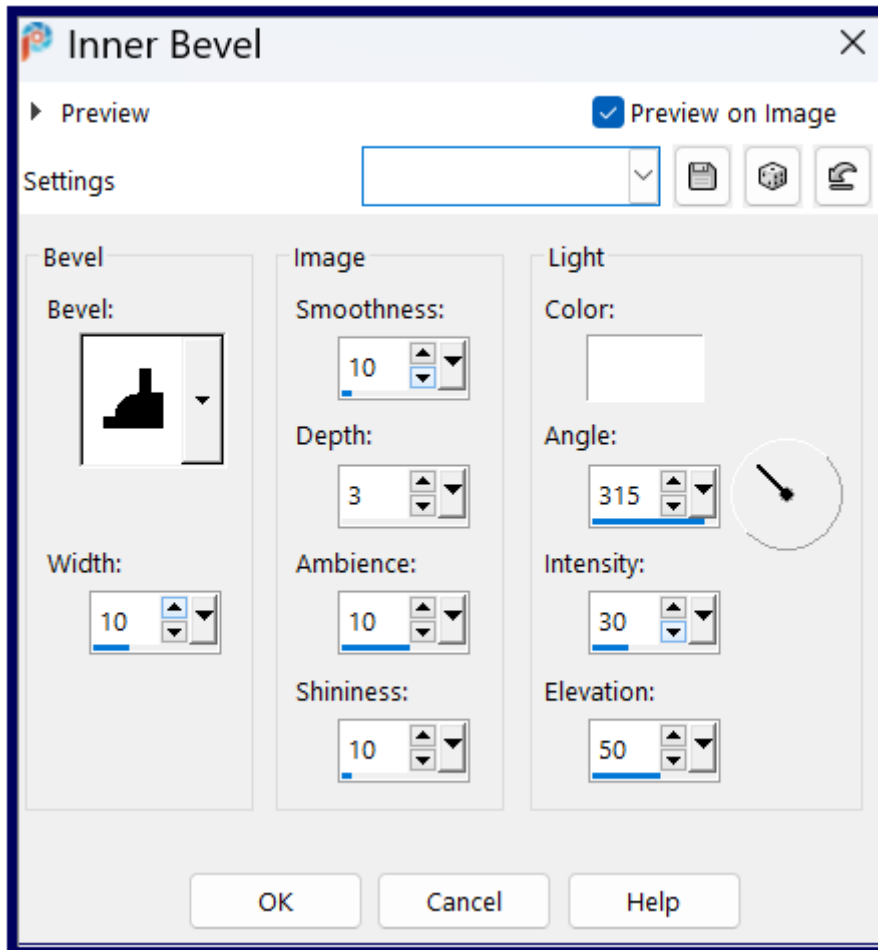 Inner Bevel
Preview
Preview on Image
Settings
Bevel
Bevel:
Width:
10
Image
Smoothness:
10
Depth:
3
Ambience:
10
Shininess:
10
Light
Color:
Angle:
315
Intensity:
30
Elevation:
50
OK
Cancel
Help